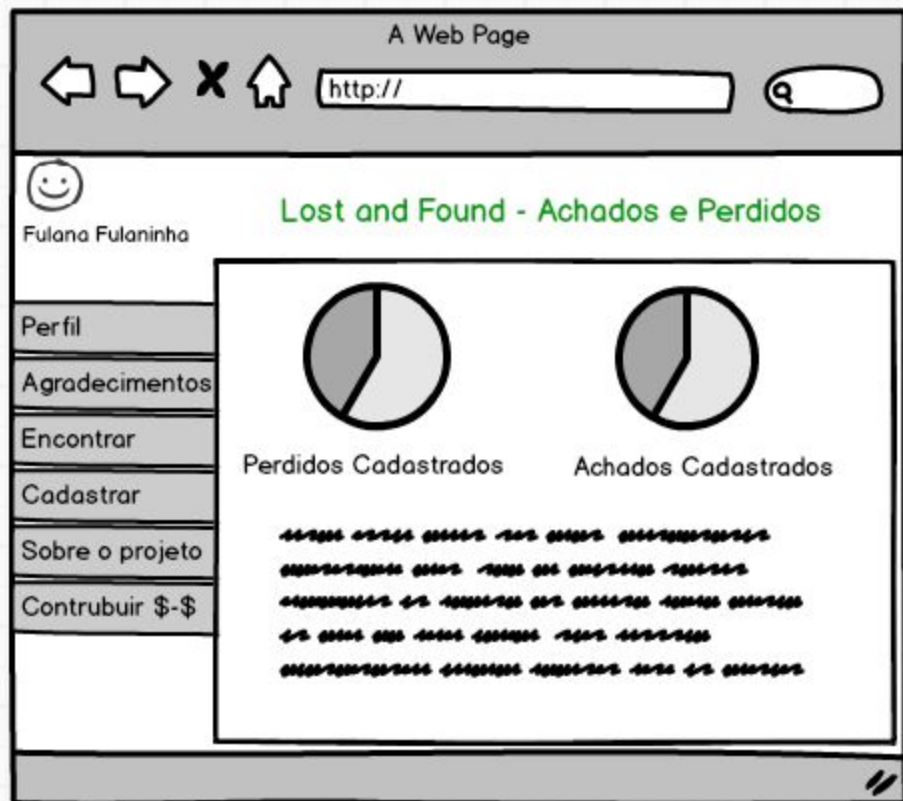 A Web Page
http://
Fulana Fulaninha
Lost and Found - Achados e Perdidos
Perfil
Agradecimentos
Encontrar
Cadastrar
Sobre o projeto
Contrubuir $-$
Perdidos Cadastrados
Achados Cadastrados